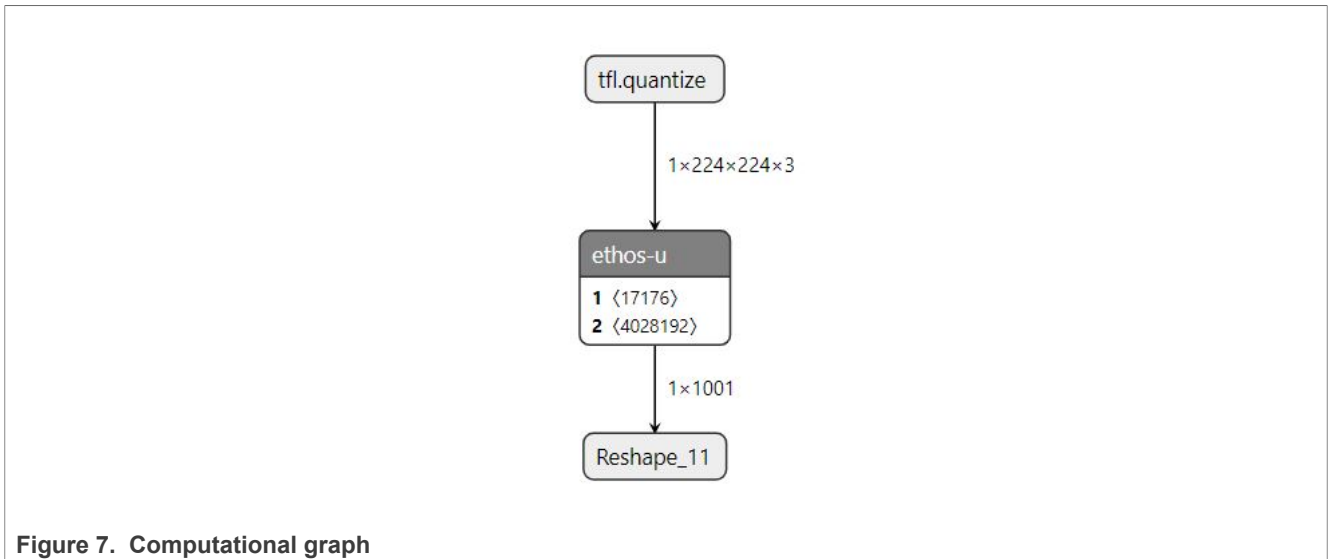 tfl.quantize
1×224×224×3
ethos-u
1 〈17176〉
2 〈4028192〉
1×1001
Reshape_11
Figure 7. Computational graph